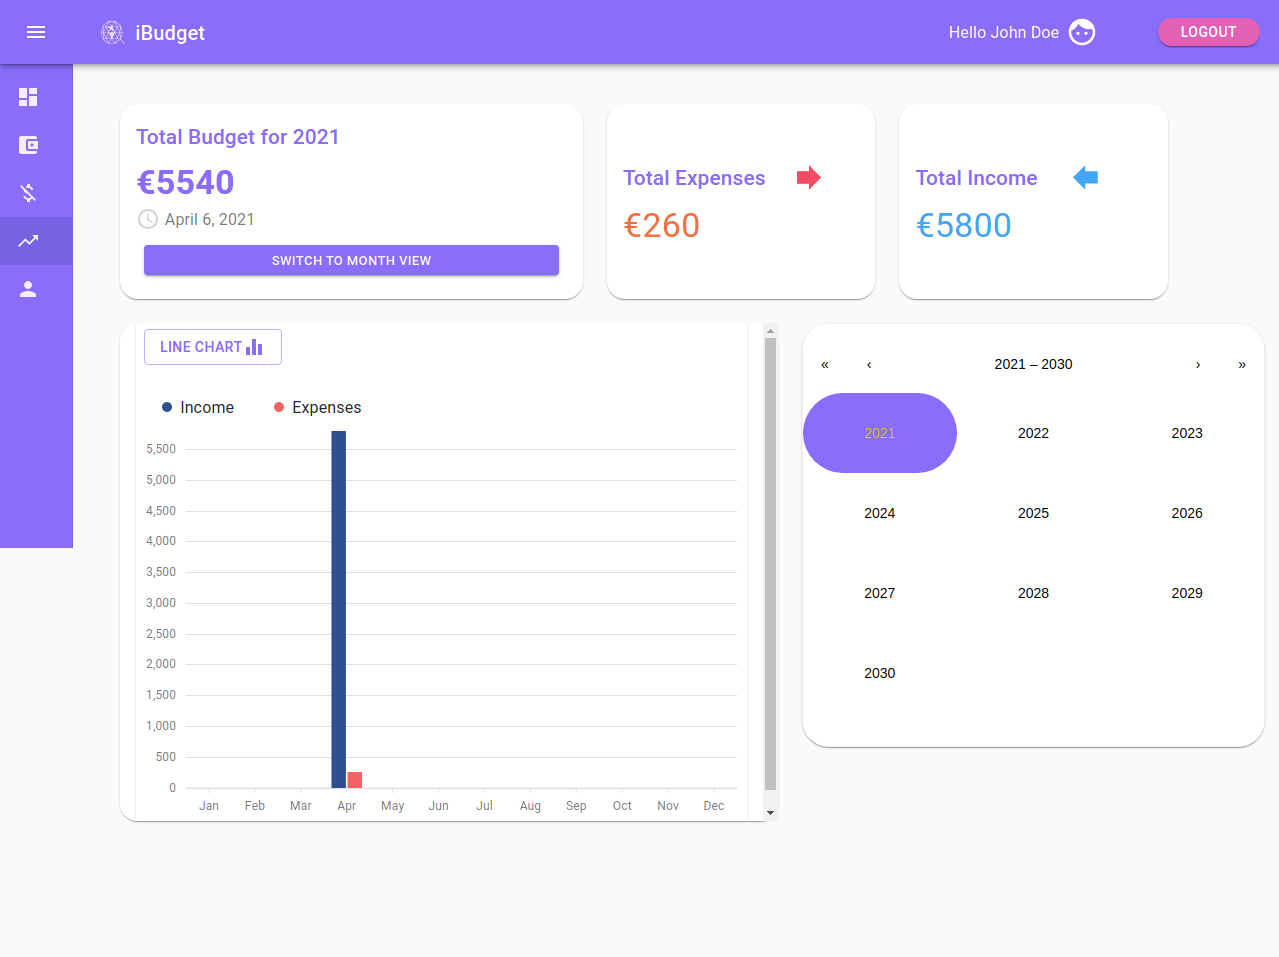 iBudget
Hello John Doe
LOGOUT
Total Budget for 2021
€5540
April 6, 2021
SWITCH TO MONTH VIEW
Total Expenses
€260
Total Income
€5800
LINE CHART
Income Expenses
5,500
5,000
4,500
4,000
3,500
3,000
2,500
2,000
1,500
1,000
500
0
Jan Feb Mar Apr May Jun Jul Aug Sep Oct Nov Dec
« ‹ 2021 – 2030 › »
2021 2022 2023
2024 2025 2026
2027 2028 2029
2030